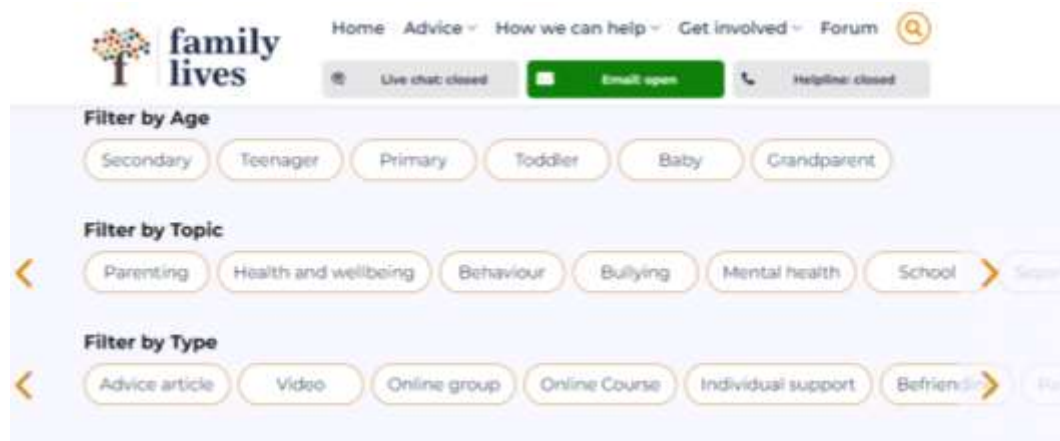 family
lives
Home Advice How we can help Get involved Forum
Live chat: closed Email: open Helpline: closed
Filter by Age
Secondary Teenager Primary Toddler Baby Grandparent
Filter by Topic
Parenting Health and wellbeing Behaviour Bullying Mental health School
Filter by Type
Advice article Video Online group Online Course Individual support